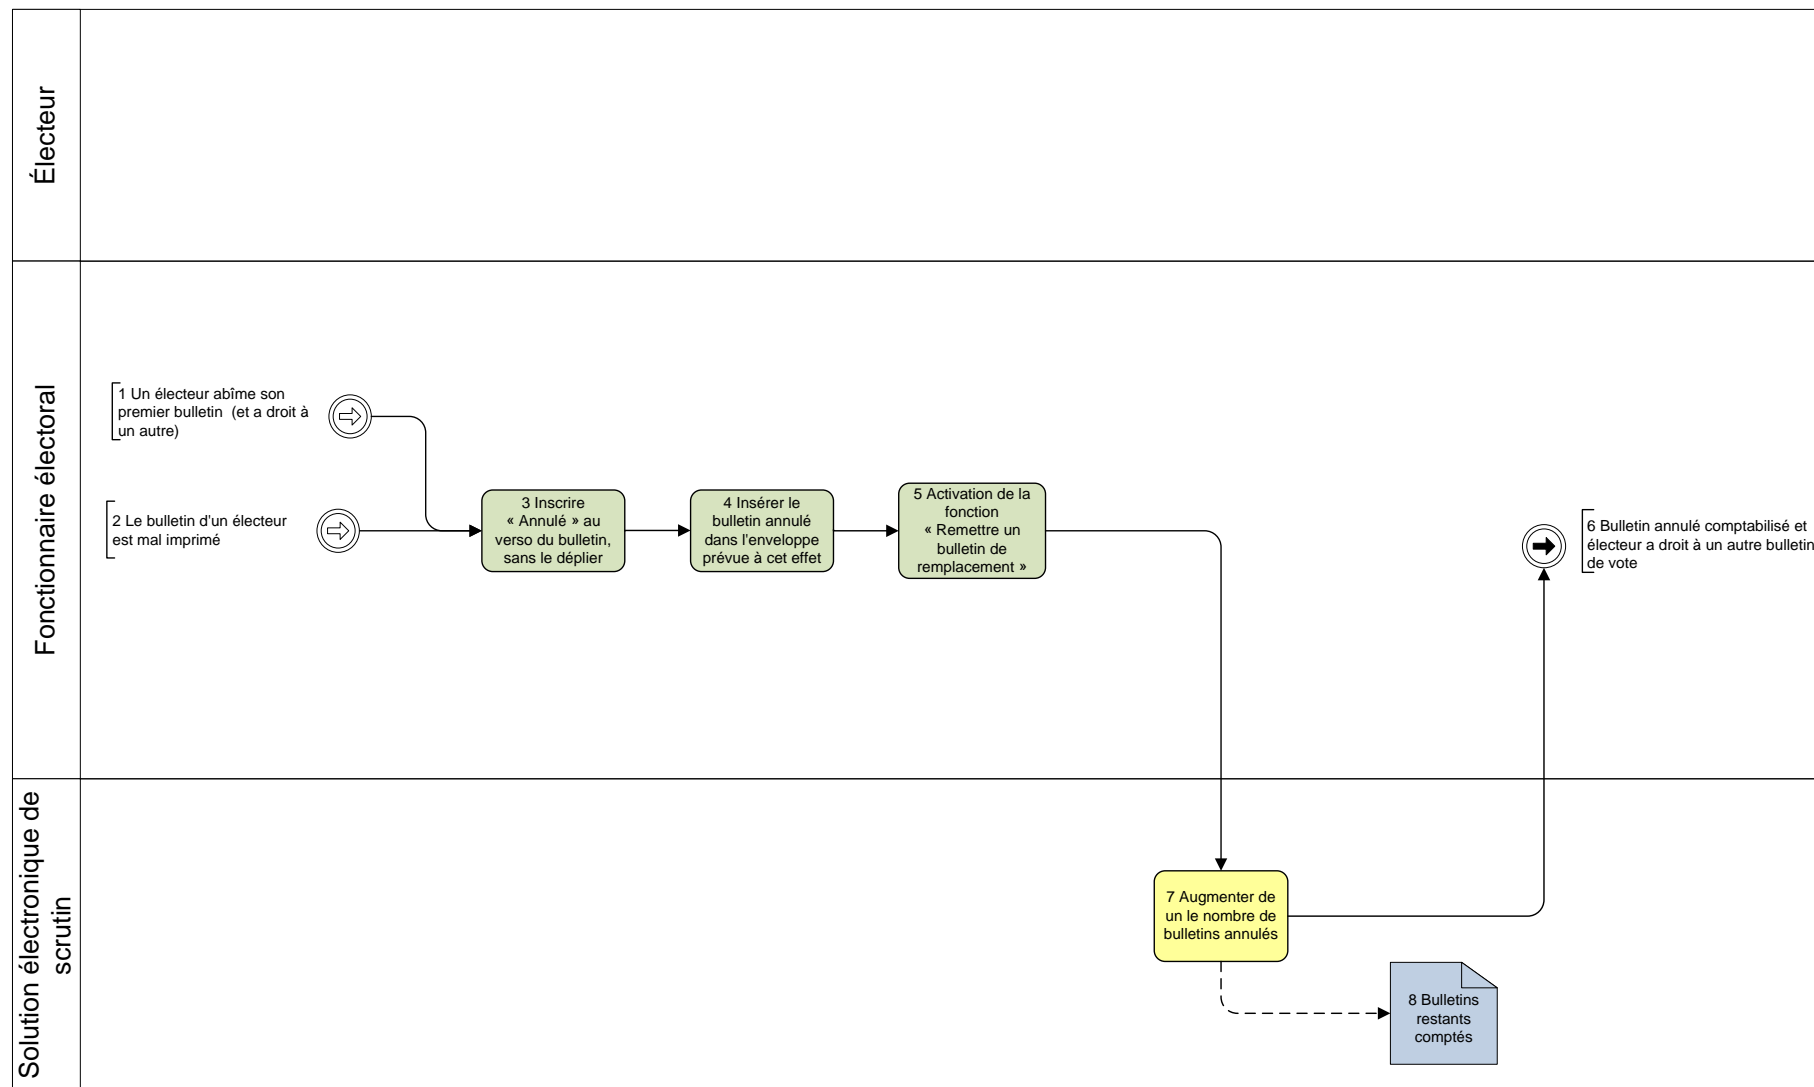 Électeur
Fonctionnaire électoral
1 Un électeur abîme son
premier bulletin (et a droit à
un autre)
2 Le bulletin d'un électeur
est mal imprimé
3 Inscrire
« Annulé » au
verso du bulletin,
sans le déplier
4 Insérer le
bulletin annulé
dans l'enveloppe
prévue à cet effet
5 Activation de la
fonction
« Remettre un
bulletin de
remplacement »
6 Bulletin annulé comptabilisé et
électeur a droit à un autre bulletin
de vote
Solution électronique de
scrutin
7 Augmenter de
un le nombre de
bulletins annulés
8 Bulletins
restants
comptés